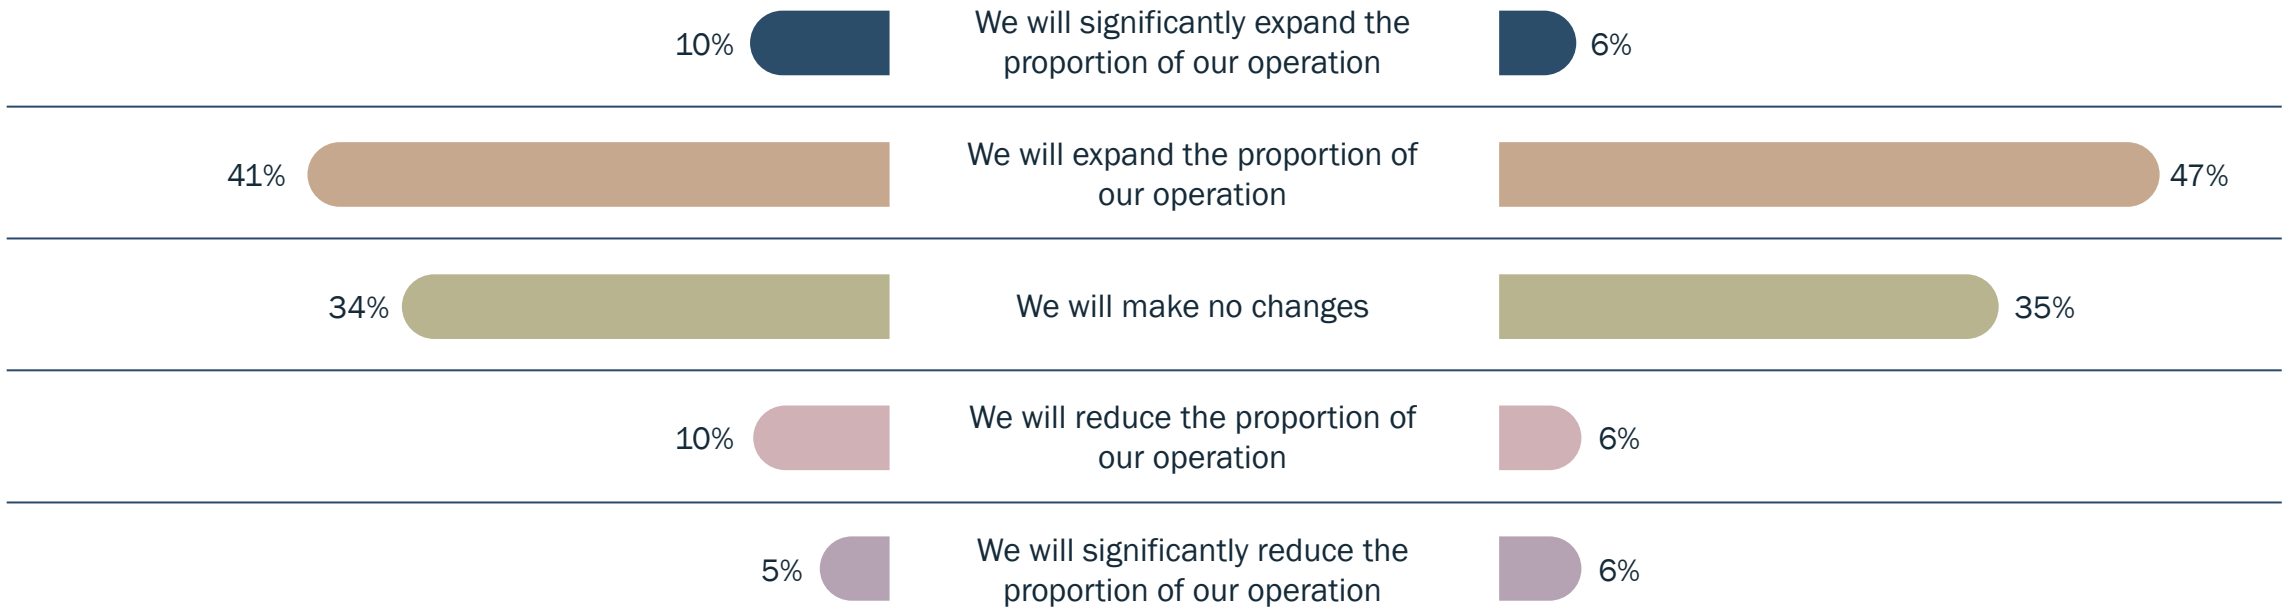 We will significantly expand the
10%
6%
proportion of our operation
We will expand the proportion of
41%
47%
our operation
34%
We will make no changes
35%
We will reduce the proportion of
10%
6%
our operation
We will significantly reduce the
5%
6%
proportion of our operation